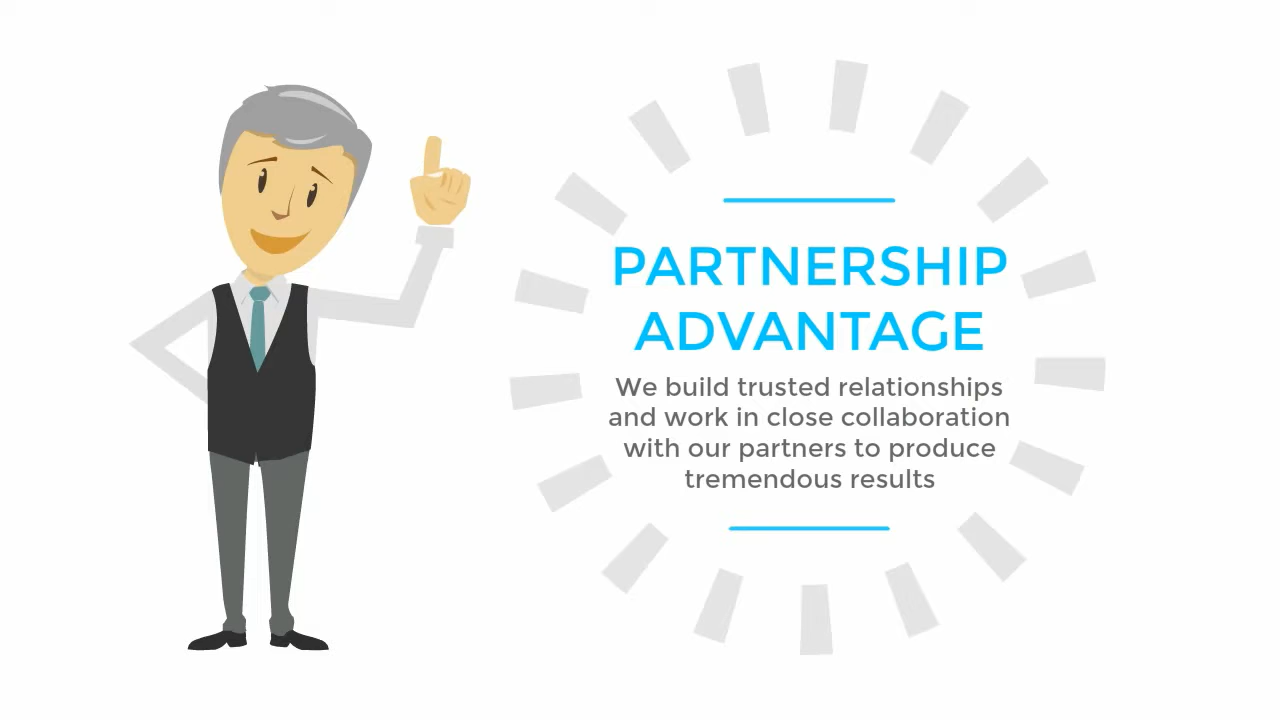 PARTNERSHIP
ADVANTAGE
We build trusted relationships
and work in close collaboration
with our partners to produce
tremendous results